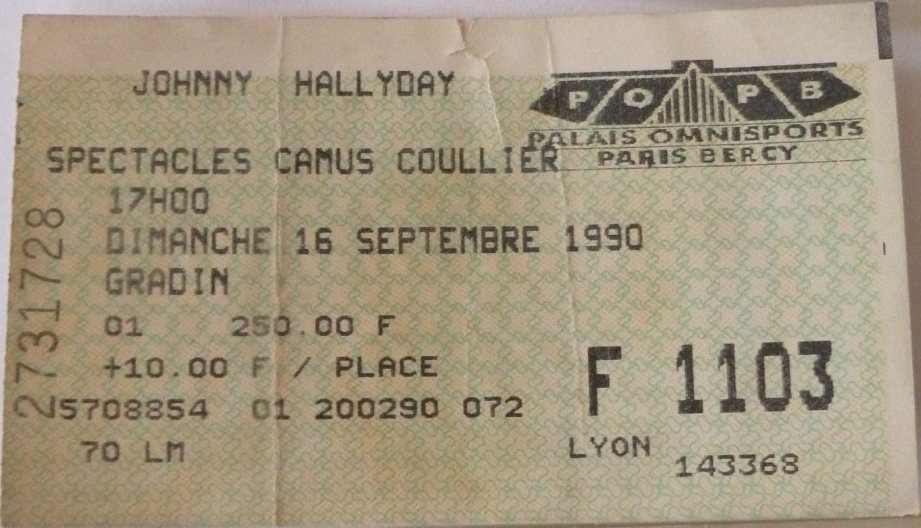 JOHNNY HALLYDAY
POPB
PALAIS OMNISPORTS
PARIS BERCY
SPECTACLES CAMUS COULLIER
17H00
DIMANCHE 16 SEPTEMBRE 1990
GRADIN
01 250.00 F
+10.00 F / PLACE
F 1103
15708854 01 200290 072
70 LM
LYON
143368
2731728